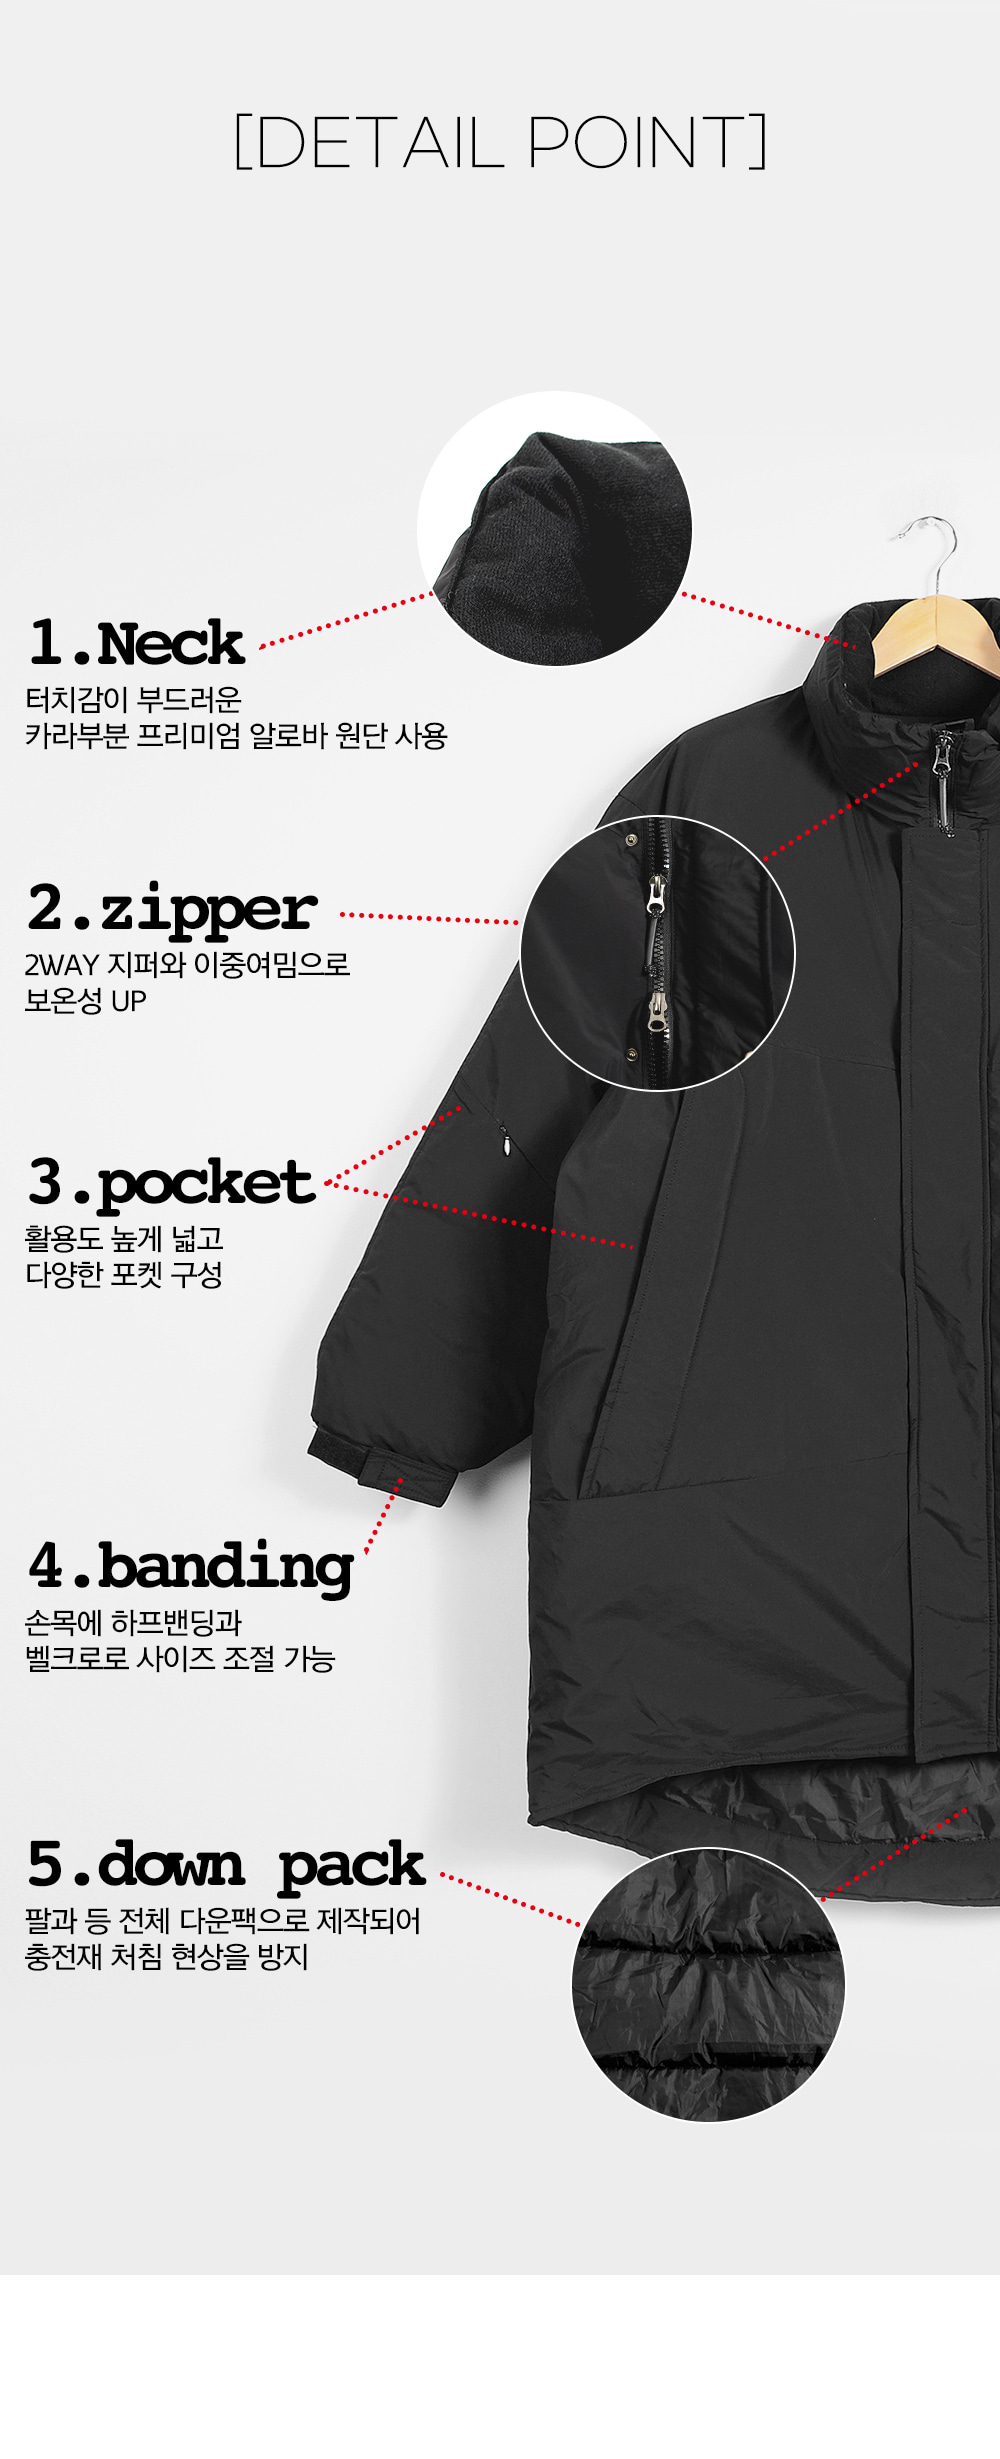 [DETAIL POINT]
1.Neck
터치감이 부드러운
카라부분 프리미엄 알로바 원단 사용
2.zipper
2WAY 지퍼와 이중여밈으로
보온성 UP
3.pocket
활용도 높게 넓고
다양한 포켓 구성
4.banding
손목에 하프밴딩과
벨크로로 사이즈 조절 가능
5.down pack
팔과 등 전체 다운팩으로 제작되어
충전재 처침 현상을 방지